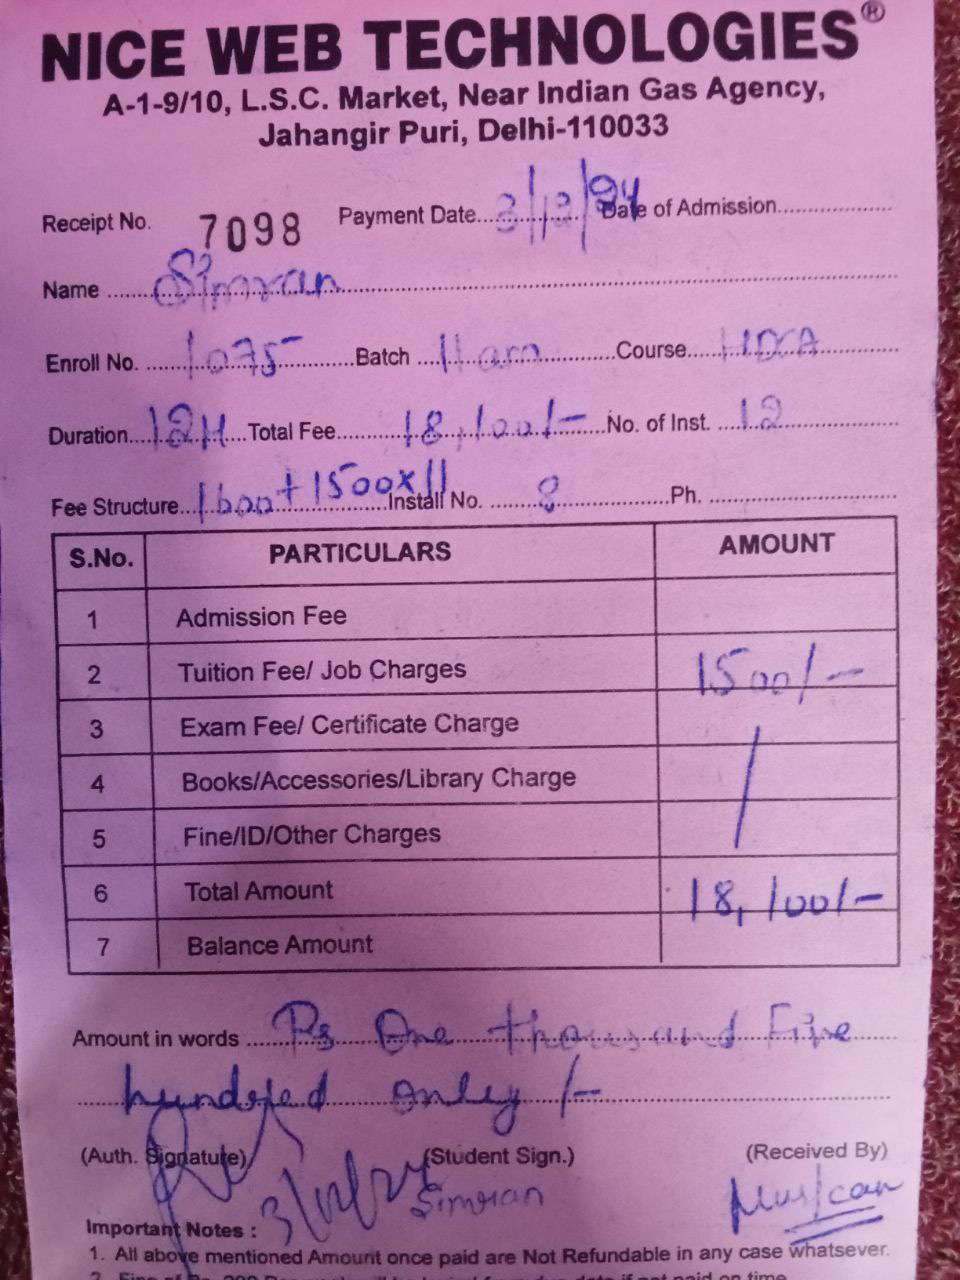 NICE WEB TECHNOLOGIES®
A-1-9/10, L.S.C. Market, Near Indian Gas Agency,
Jahangir Puri, Delhi-110033
Receipt No. 7098 Payment Date 3/12/24 Date of Admission
Name Simran
Enroll No. 1075 Batch 11 am Course HDCA
Duration 12M Total Fee 18,100/- No. of Inst. 12
Fee Structure 1600+1500x11 Install No. 8 Ph.
S.No. PARTICULARS AMOUNT
1 Admission Fee
2 Tuition Fee/ Job Charges 1500/-
3 Exam Fee/ Certificate Charge
4 Books/Accessories/Library Charge
5 Fine/ID/Other Charges
6 Total Amount 18,100/-
7 Balance Amount
Amount in words Rs One thousand Five
hundred only /-
(Auth. Signature) (Student Sign.) (Received By)
3/12/24 Simran Muskan
Important Notes :
1. All above mentioned Amount once paid are Not Refundable in any case whatsever.